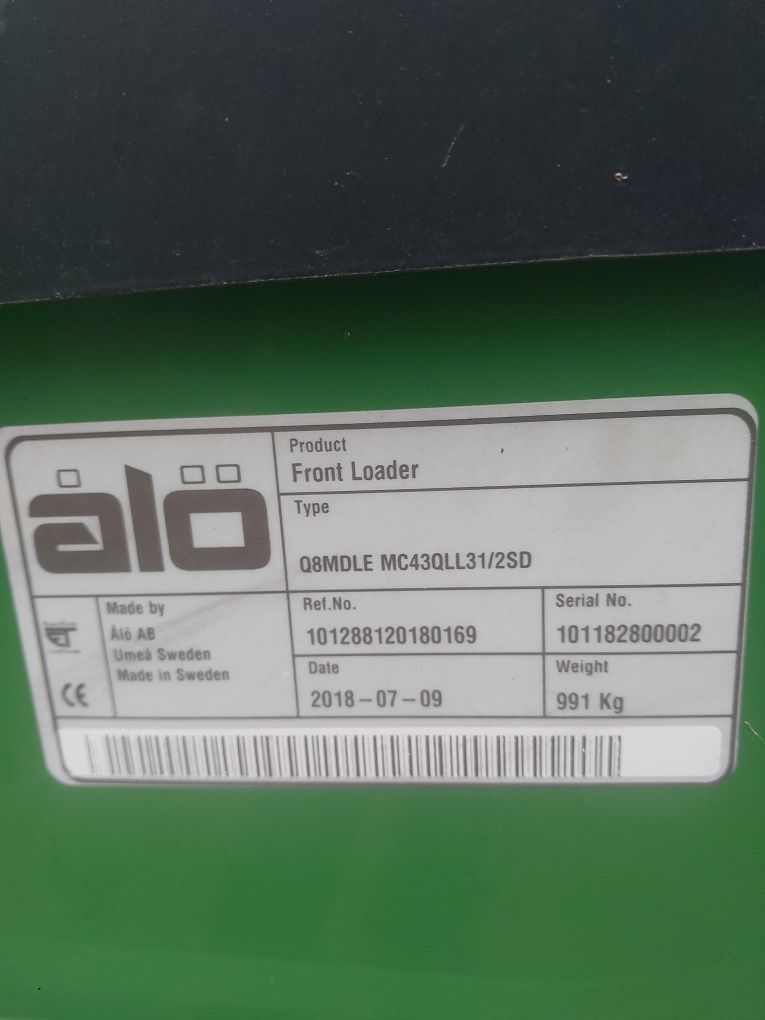 älö
Product
Front Loader
Type
Q8MDLE MC43QLL31/2SD
Made by
Ålö AB
Umeå Sweden
Made in Sweden
CE
Ref.No.
101288120180169
Serial No.
101182800002
Date
2018-07-09
Weight
991 Kg